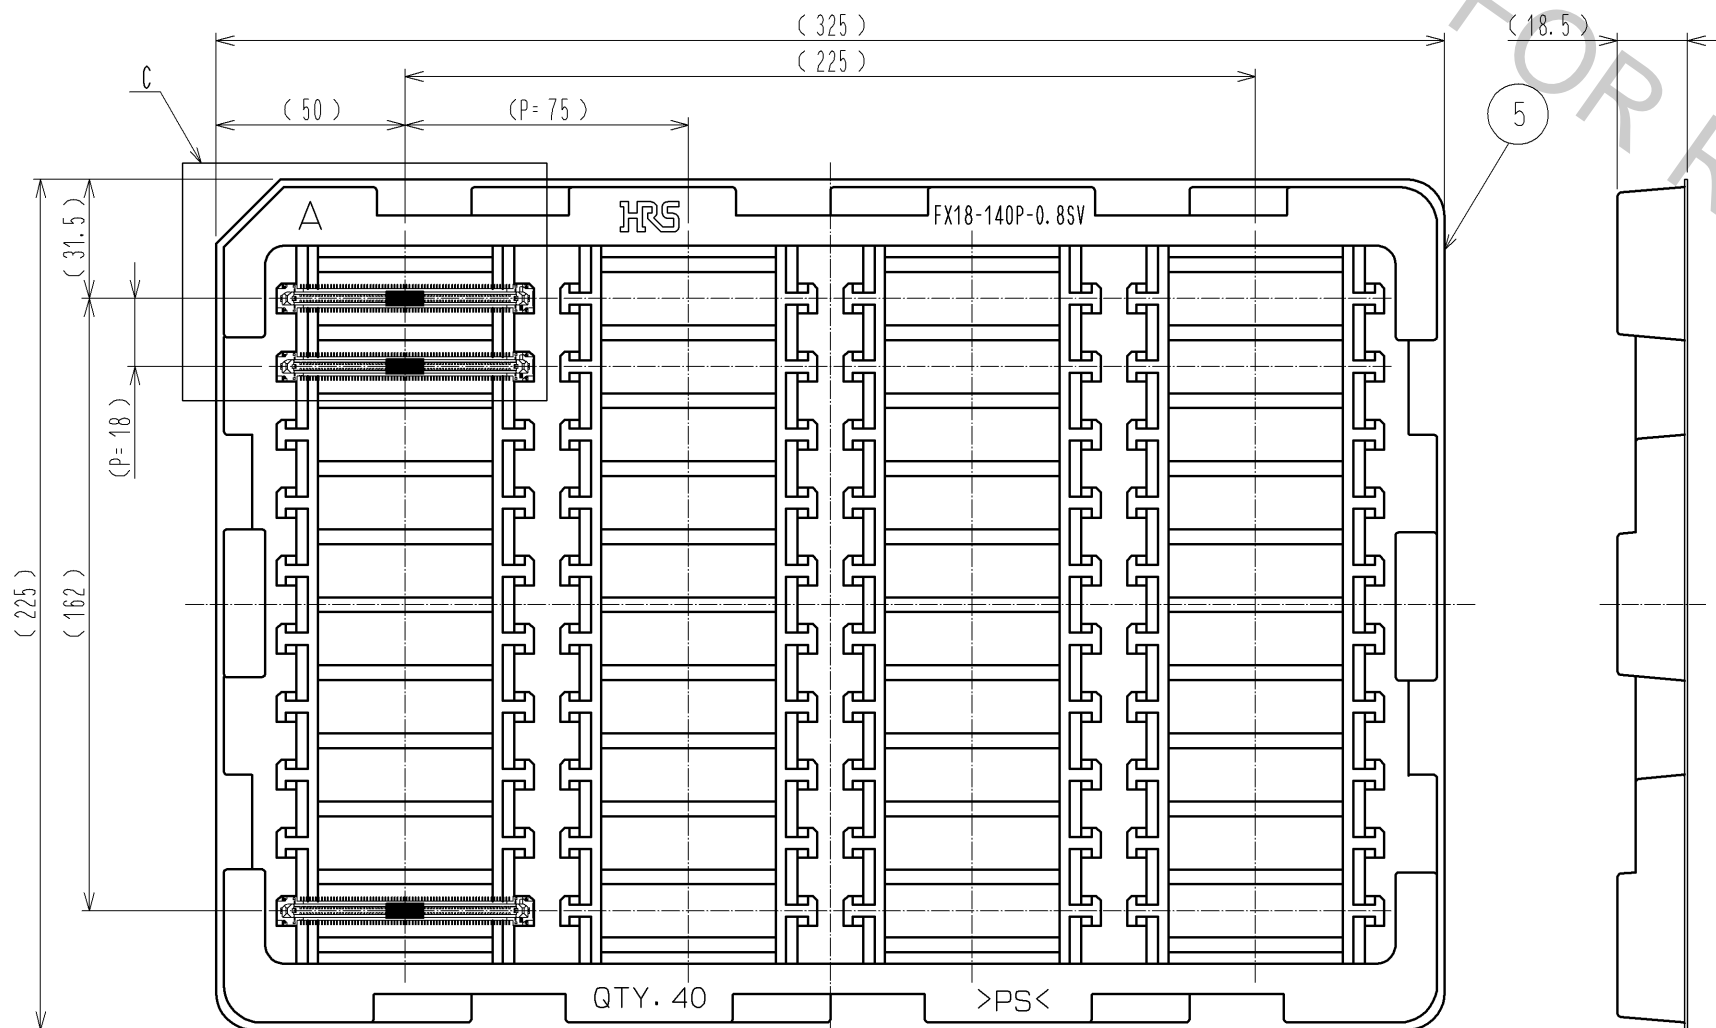 ( 325 )
( 18.5 )
( 225 )
C
( 50 )
(P= 75 )
5
FOR R
( 31.5 )
A
HRS
FX18-140P-0.8SV
(P= 18 )
( 225 )
( 162 )
QTY. 40
>PS<